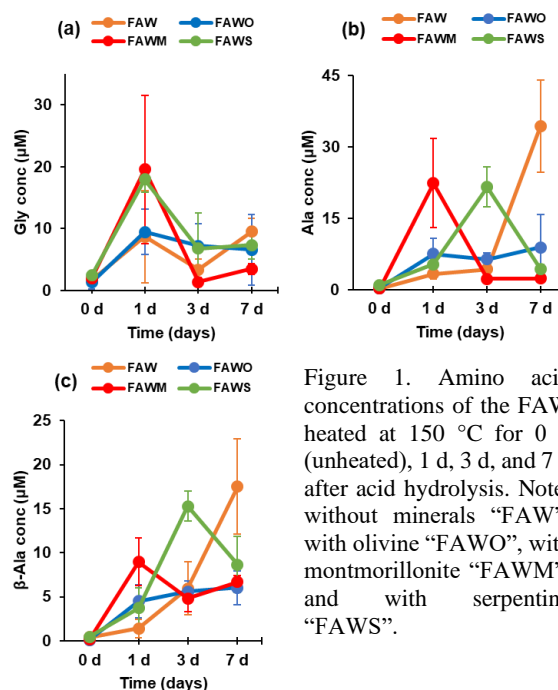 (a)
FAW FAWO
FAWM FAWS
Gly conc (µM)
30
20
10
0
0 d 1 d 3 d 7 d
Time (days)
(b)
FAW FAWO
FAWM FAWS
Ala conc (µM)
45
30
15
0
0 d 1 d 3 d 7 d
Time (days)
(c)
FAW FAWO
FAWM FAWS
β-Ala conc (µM)
25
20
15
10
5
0
0 d 1 d 3 d 7 d
Time (days)
Figure 1. Amino aci
concentrations of the FAW
heated at 150 °C for 0
(unheated), 1 d, 3 d, and 7
after acid hydrolysis. Note
without minerals “FAW”
with olivine “FAWO”, wit
montmorillonite “FAWM”
and with serpentin
“FAWS”.